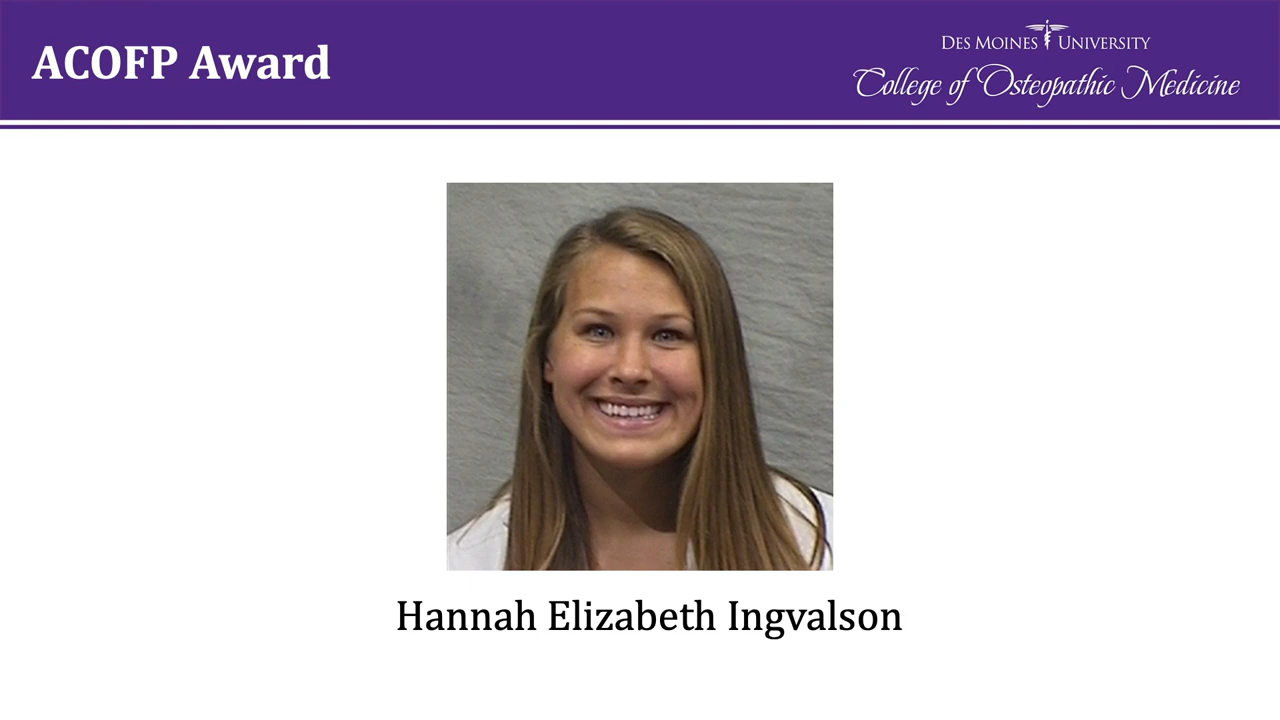 ACOFP Award
DES MOINES UNIVERSITY
College of Osteopathic Medicine
Hannah Elizabeth Ingvalson